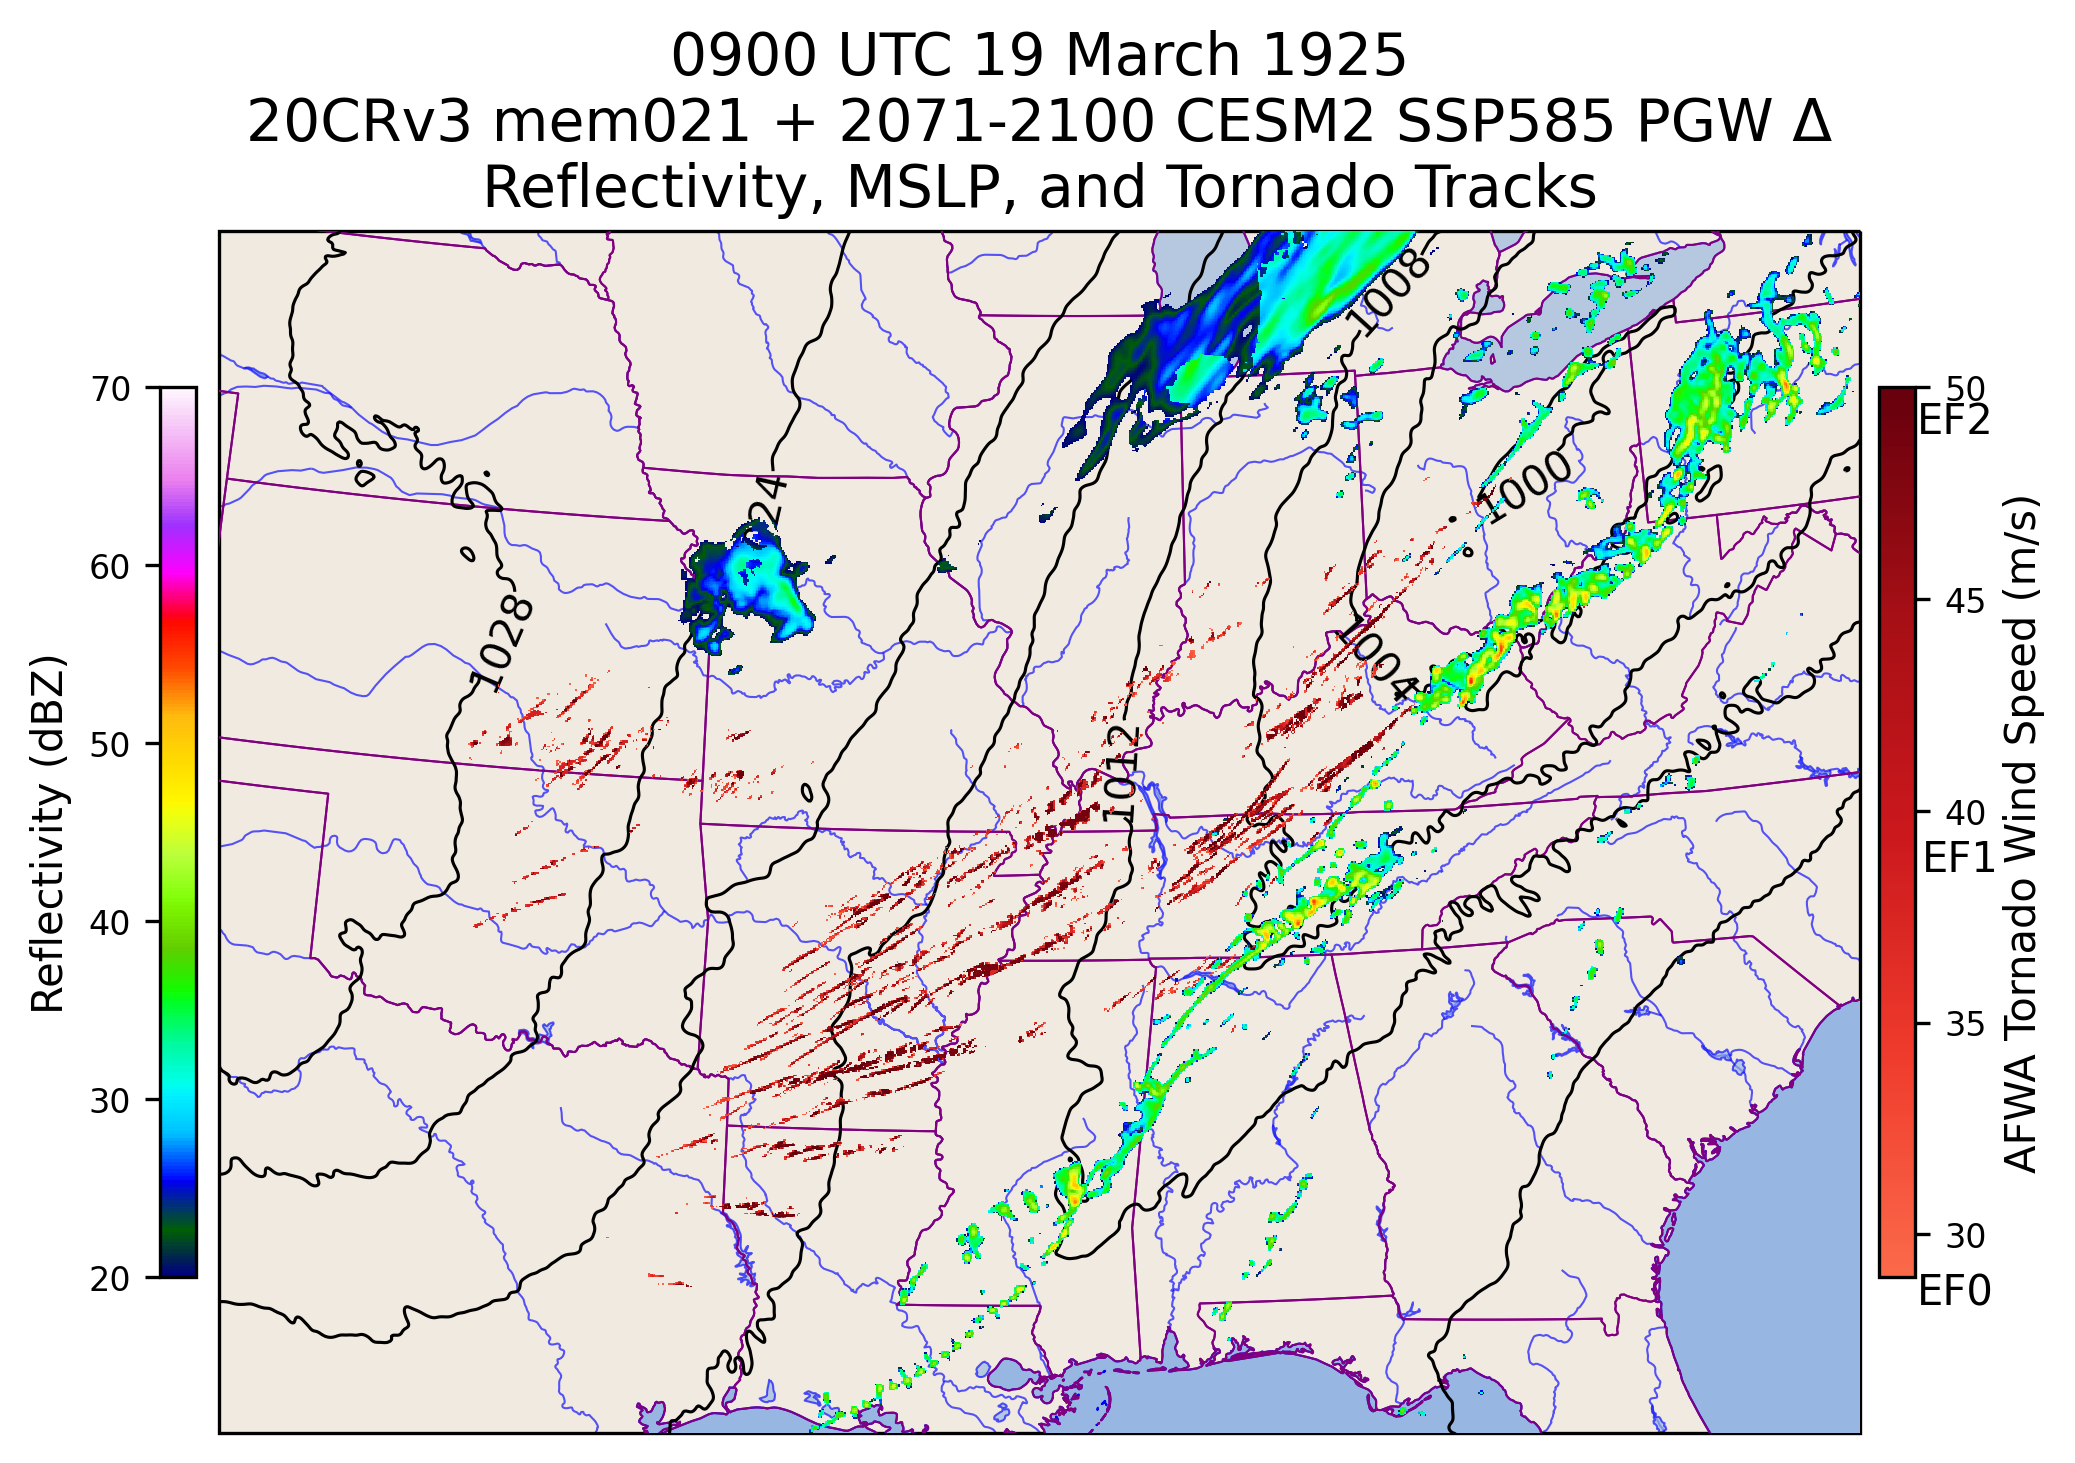 0900 UTC 19 March 1925
20CRv3 mem021 + 2071-2100 CESM2 SSP585 PGW Δ
Reflectivity, MSLP, and Tornado Tracks
Reflectivity (dBZ)
70
60
50
40
30
20
1008
24
1000
1028
1004
1012
50
EF2
45
40
EF1
35
30
EF0
AFWA Tornado Wind Speed (m/s)